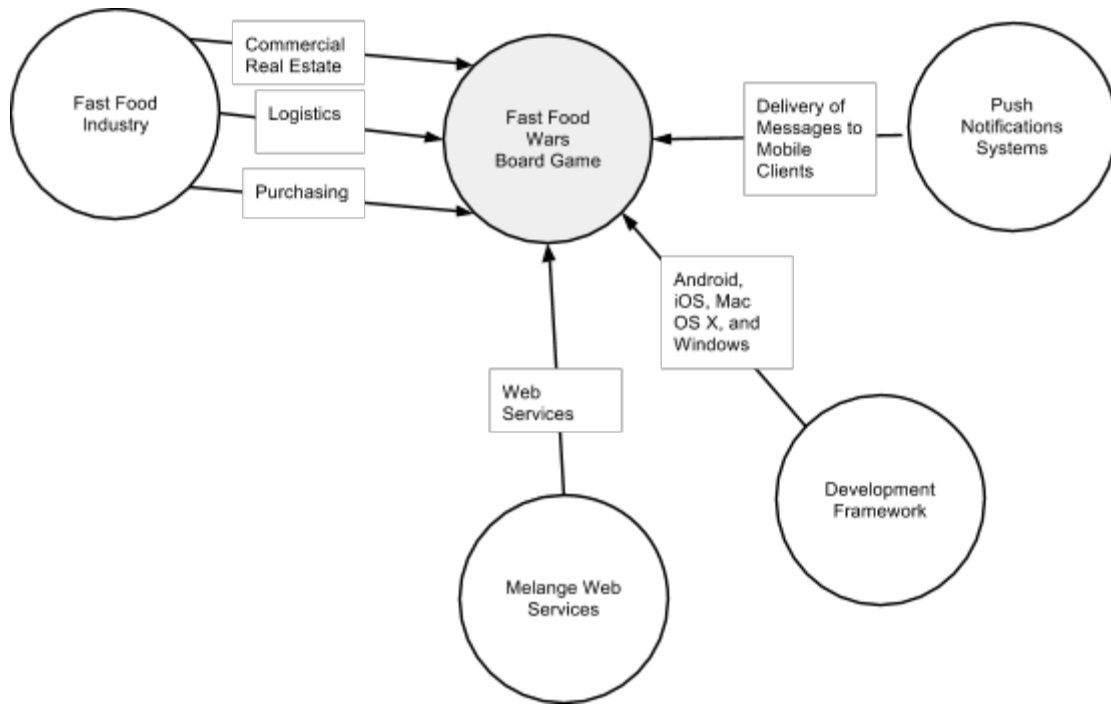 Fast Food
Industry
Commercial
Real Estate
Logistics
Purchasing
Fast Food
Wars
Board Game
Delivery of
Messages to
Mobile
Clients
Push
Notifications
Systems
Android,
iOS, Mac
OS X, and
Windows
Web
Services
Development
Framework
Melange Web
Services